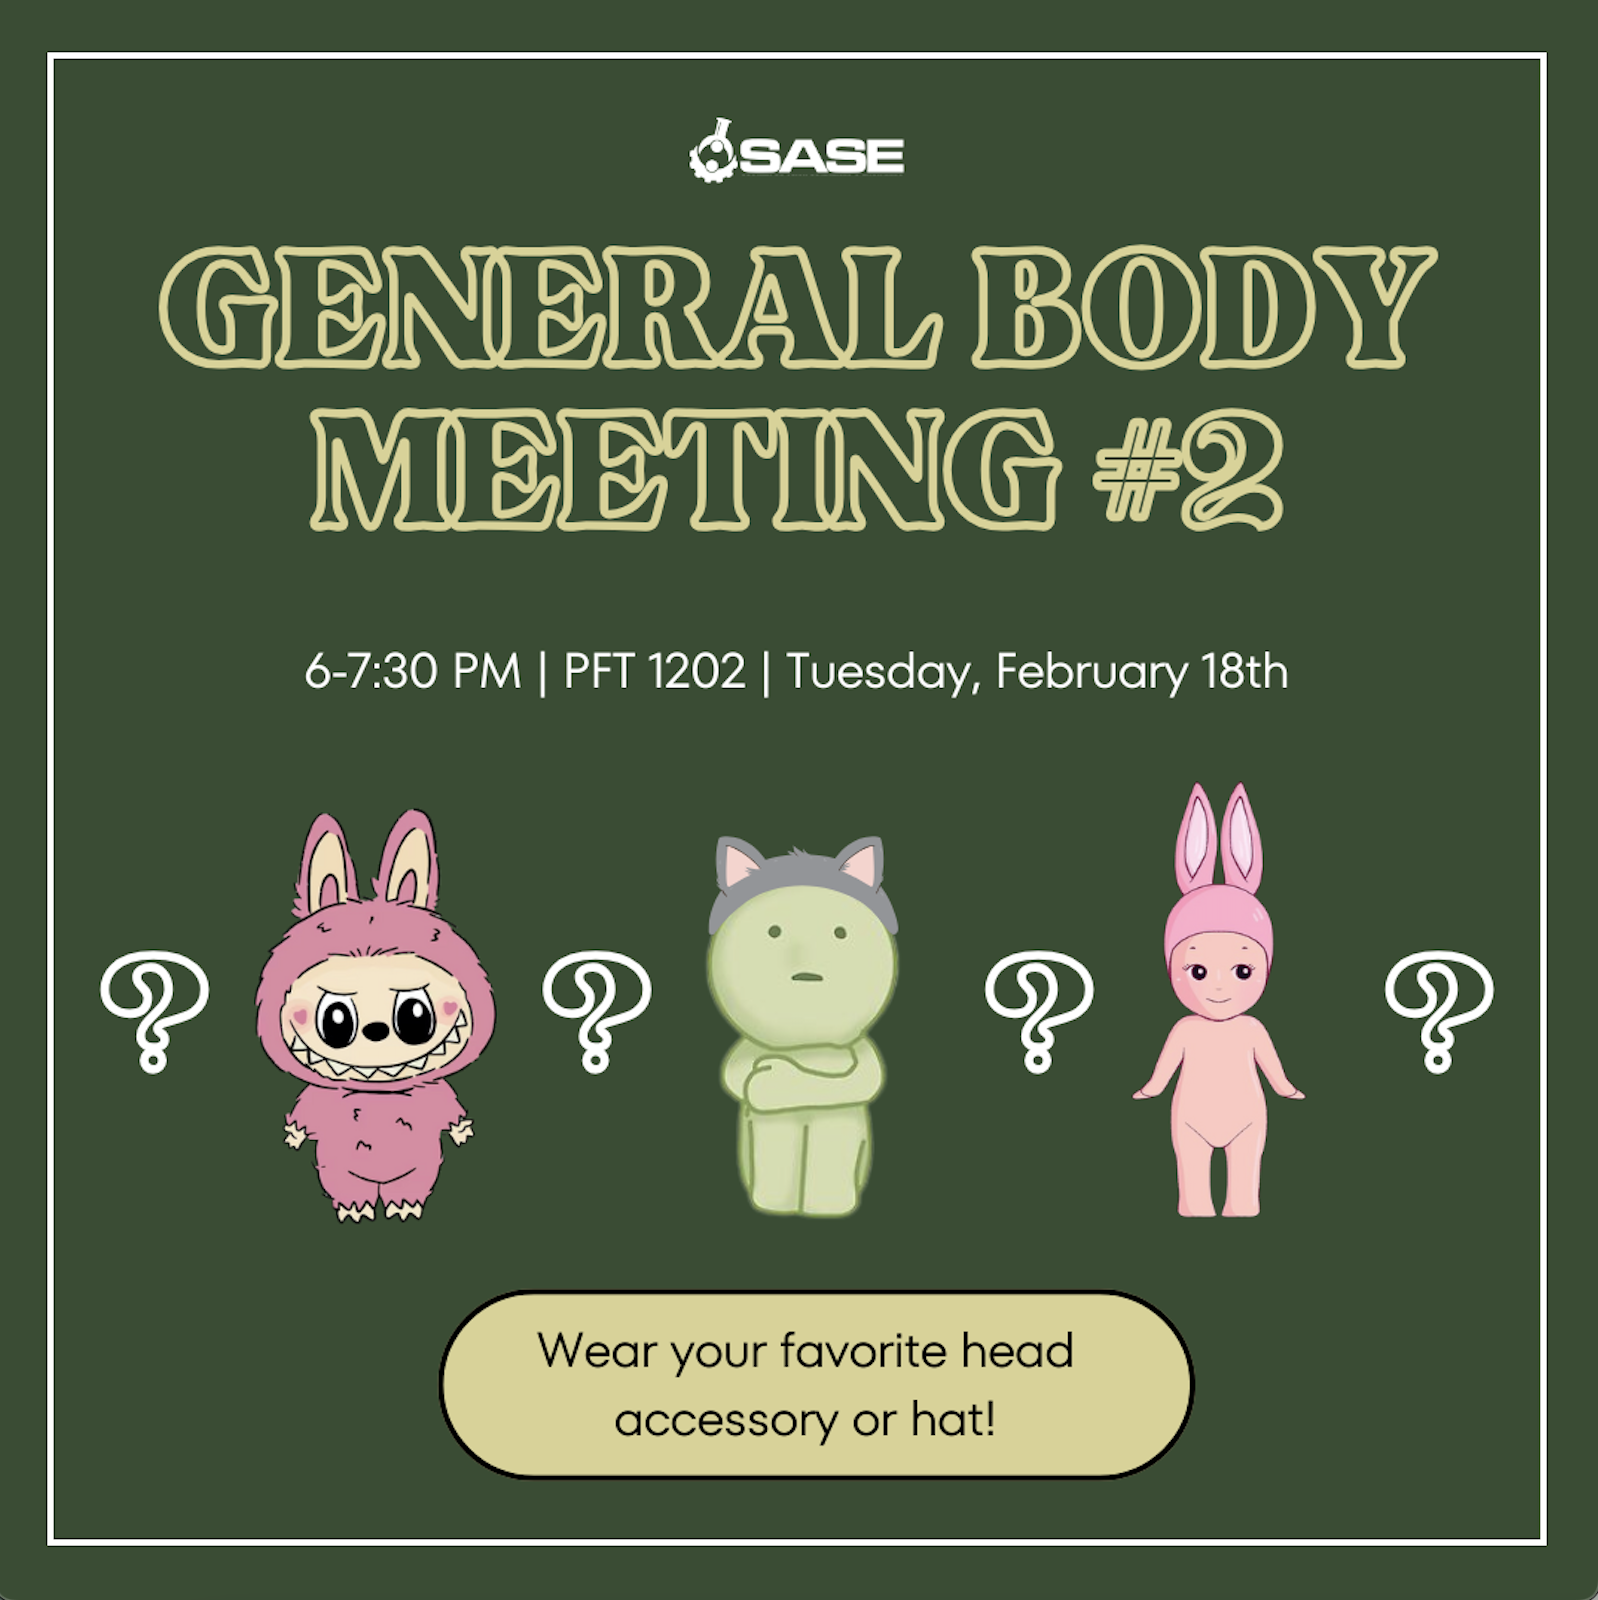 SASE
GENERAL BODY
MEETING #2
6-7:30 PM | PFT 1202 | Tuesday, February 18th
? ? ? ?
Wear your favorite head
accessory or hat!